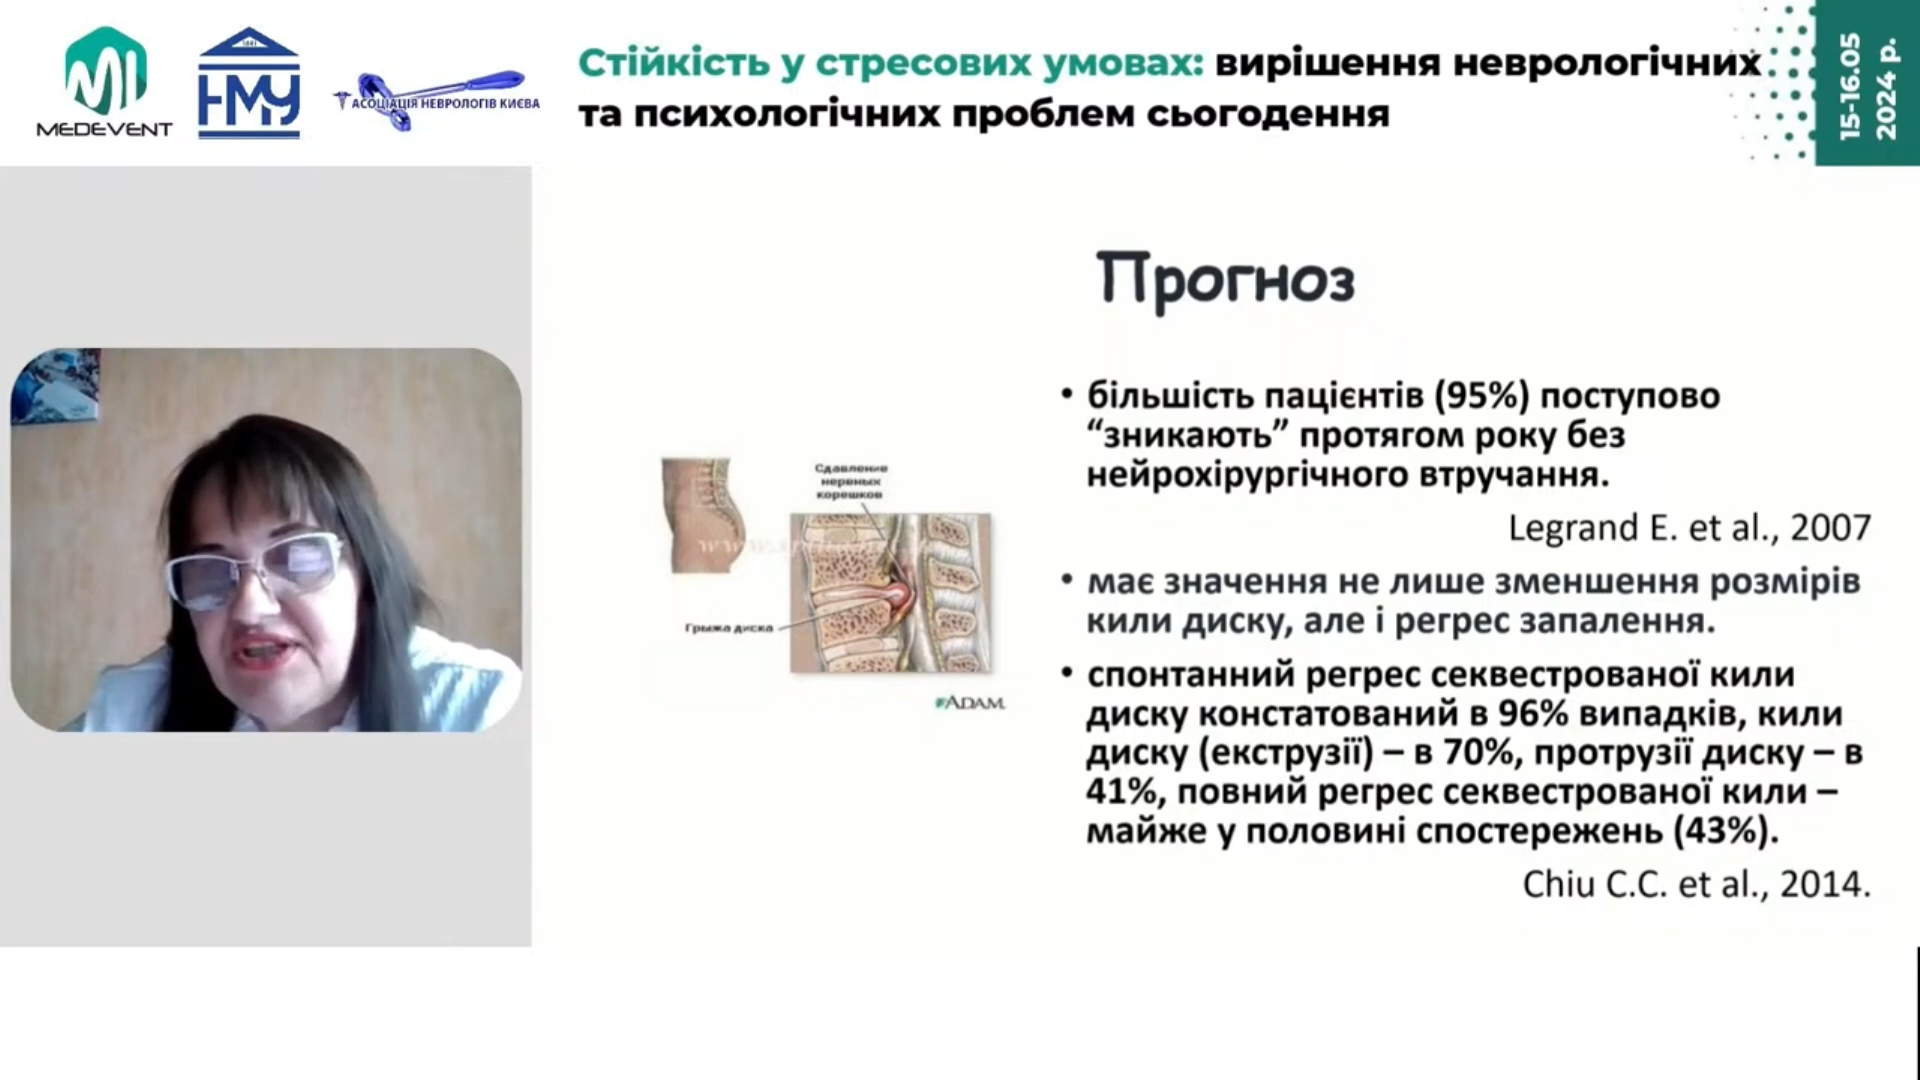 MEDEVENT
1841
НМУ
АСОЦІАЦІЯ НЕВРОЛОГІВ КИЄВА
Стійкість у стресових умовах: вирішення неврологічних
та психологічних проблем сьогодення
15-16.05
2024 р.
Прогноз
• більшість пацієнтів (95%) поступово
“зникають” протягом року без
нейрохірургічного втручання.
Legrand E. et al., 2007
• має значення не лише зменшення розмірів
кили диску, але і регрес запалення.
• спонтанний регрес секвестрованої кили
диску констатований в 96% випадків, кили
диску (екструзії) – в 70%, протрузії диску – в
41%, повний регрес секвестрованої кили –
майже у половині спостережень (43%).
Chiu C.C. et al., 2014.
Сдавление
нервных
корешков
Грыжа диска
ADAM